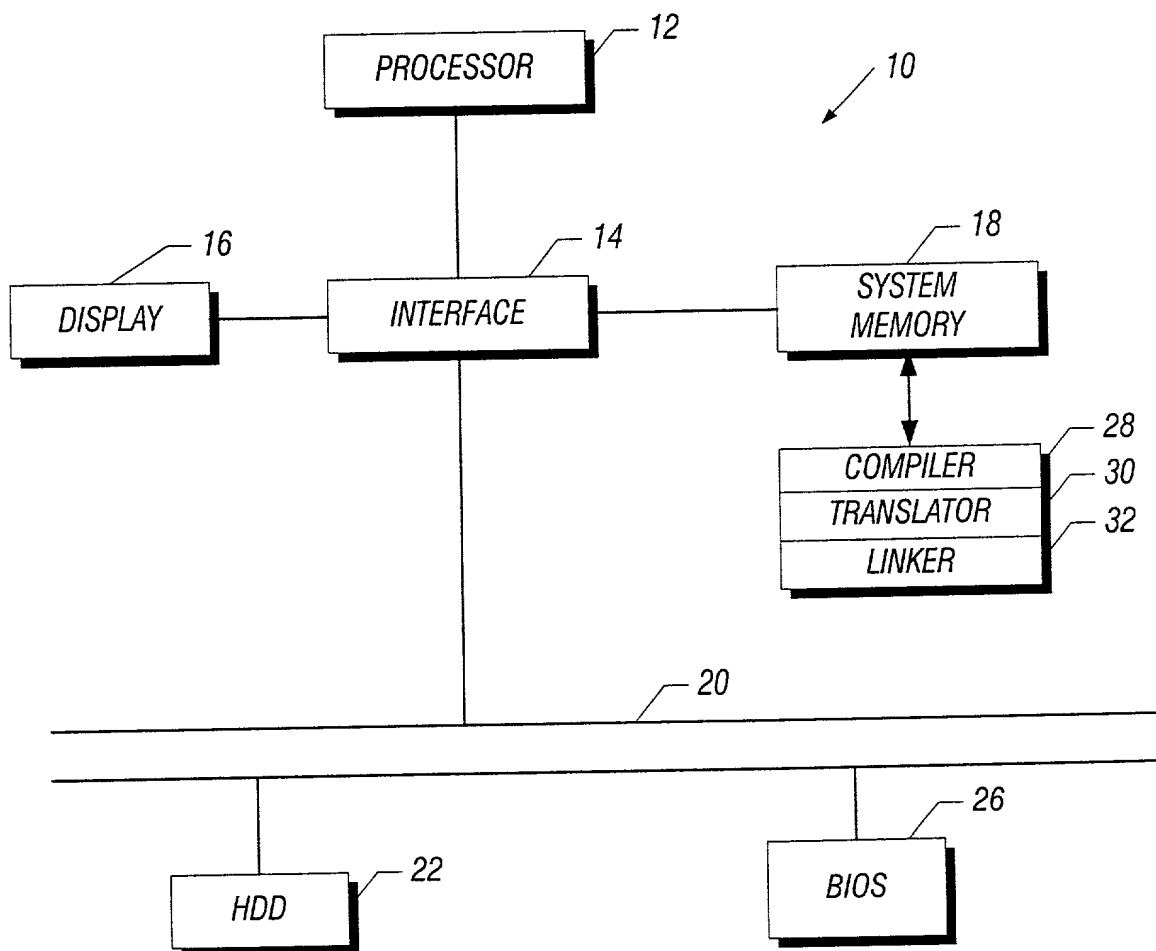 12
PROCESSOR
10
16
14
18
DISPLAY
INTERFACE
SYSTEM
MEMORY
28
COMPILER
30
TRANSLATOR
32
LINKER
20
26
22
HDD
BIOS